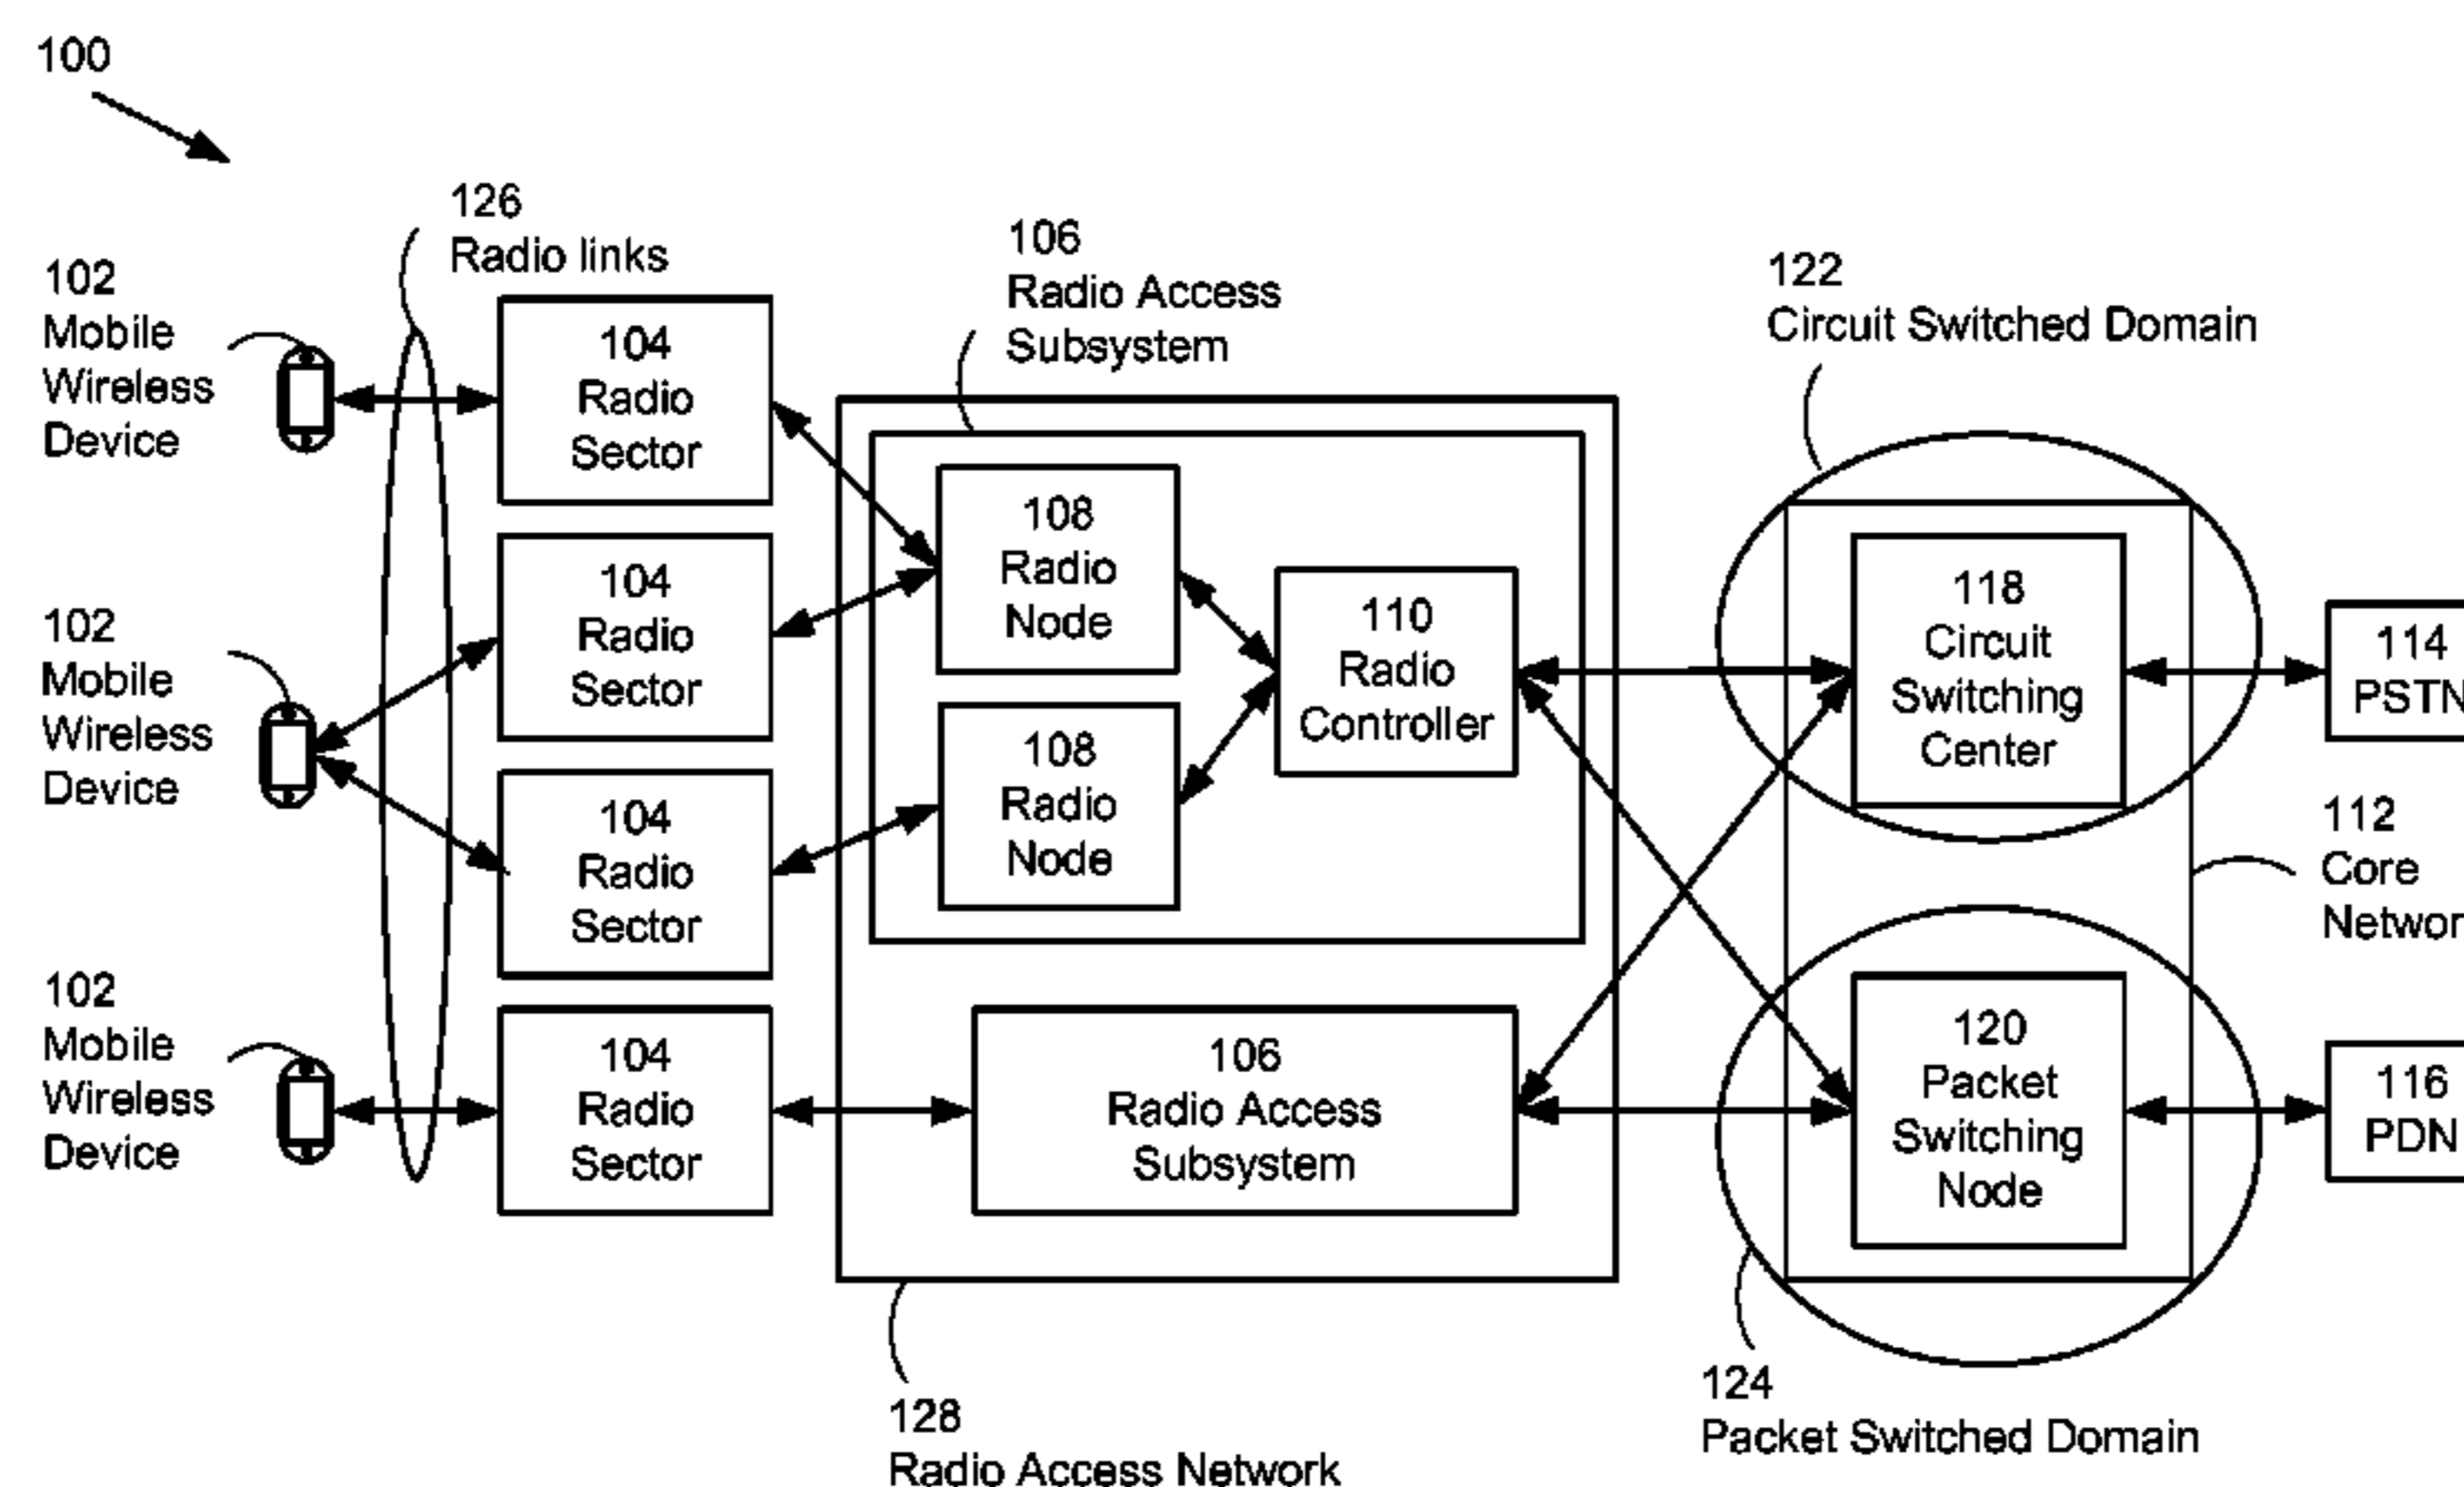 100
126
Radio links
102
Mobile
Wireless
Device
104
Radio
Sector
106
Radio Access
Subsystem
122
Circuit Switched Domain
102
Mobile
Wireless
Device
104
Radio
Sector
104
Radio
Sector
108
Radio
Node
108
Radio
Node
110
Radio
Controller
118
Circuit
Switching
Center
114
PSTN
112
Core
Networ
102
Mobile
Wireless
Device
104
Radio
Sector
106
Radio Access
Subsystem
120
Packet
Switching
Node
116
PDN
128
Radio Access Network
124
Packet Switched Domain